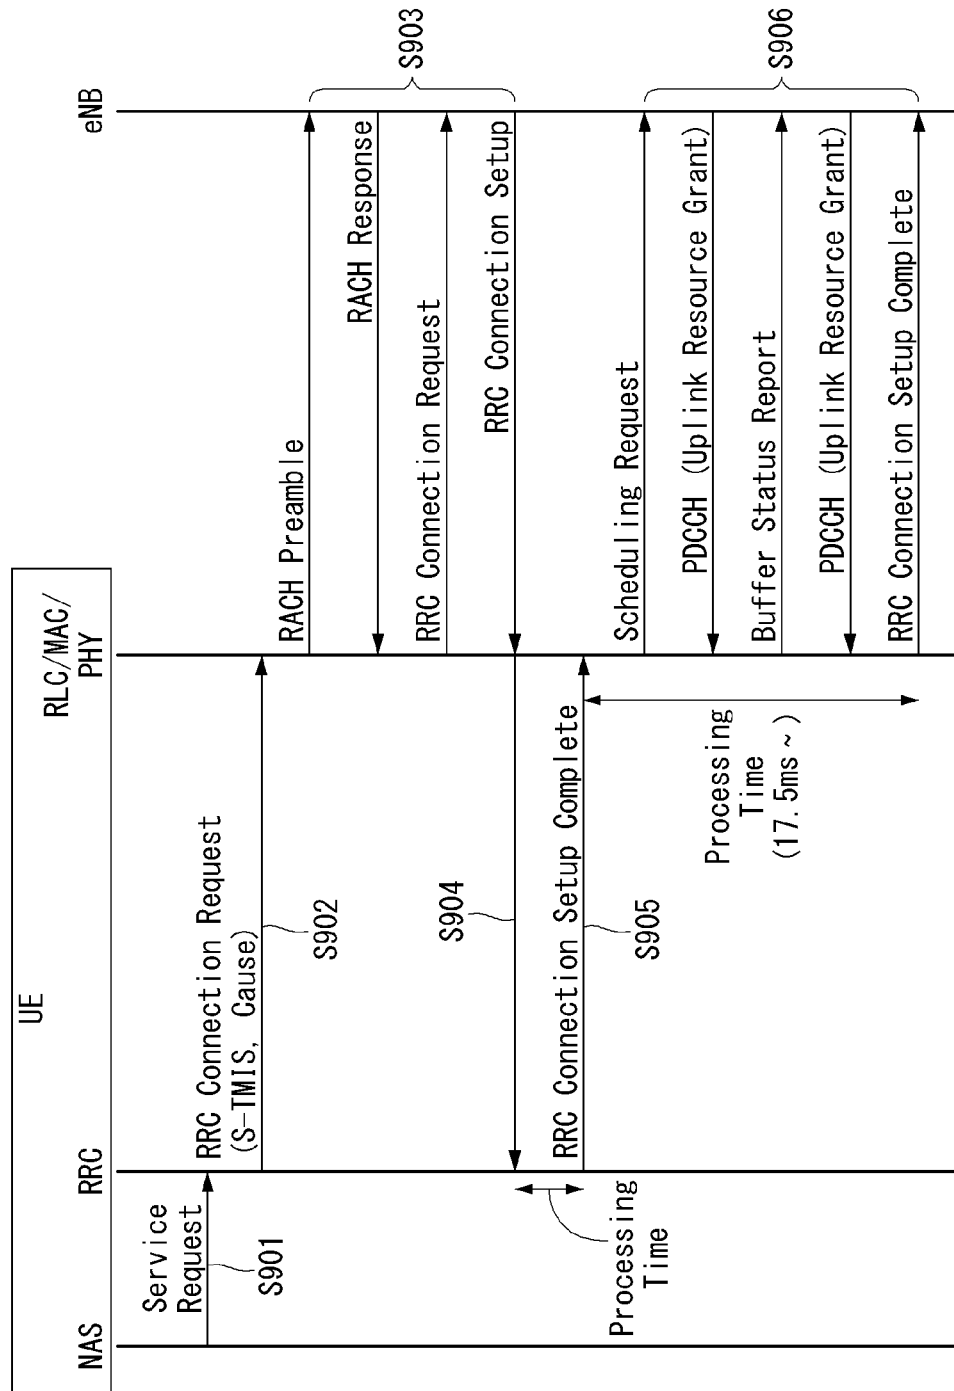 UE
NAS
RRC
RLC/MAC/
PHY
eNB
Service
Request
S901
RRC Connection Request
(S-TMIS, Cause)
S902
RACH Preamble
RACH Response
RRC Connection Request
RRC Connection Setup
S903
S904
Processing
Time
RRC Connection Setup Complete
S905
Processing
Time
(17.5ms~)
Scheduling Request
PDCCH (Uplink Resource Grant)
Buffer Status Report
PDCCH (Uplink Resource Grant)
RRC Connection Setup Complete
S906